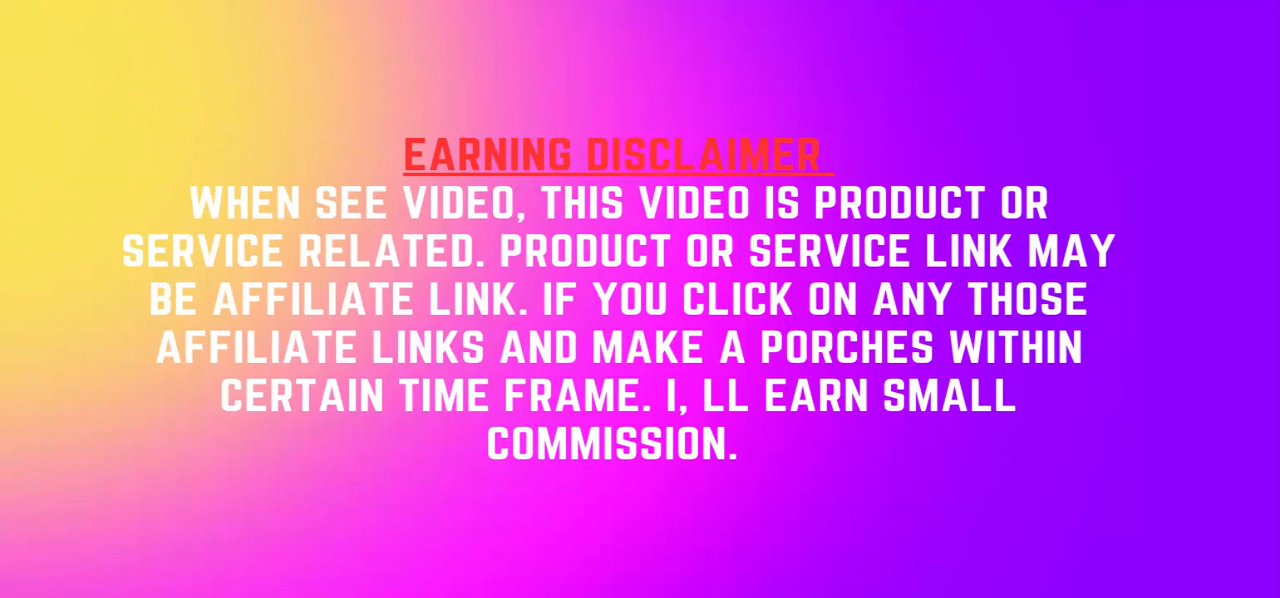 EARNING DISCLAIMER
WHEN SEE VIDEO, THIS VIDEO IS PRODUCT OR
SERVICE RELATED. PRODUCT OR SERVICE LINK MAY
BE AFFILIATE LINK. IF YOU CLICK ON ANY THOSE
AFFILIATE LINKS AND MAKE A PORCHES WITHIN
CERTAIN TIME FRAME. I, LL EARN SMALL
COMMISSION.